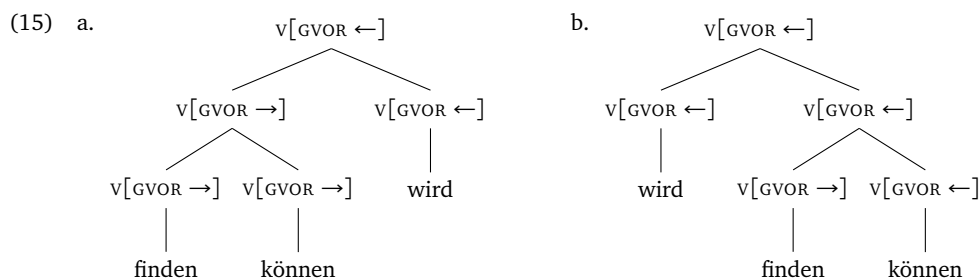 (15) a. V[GVOR ←] b. V[GVOR ←]
V[GVOR →] V[GVOR ←] V[GVOR ←] V[GVOR ←]
V[GVOR →] V[GVOR →] wird wird V[GVOR →] V[GVOR ←]
finden können finden können